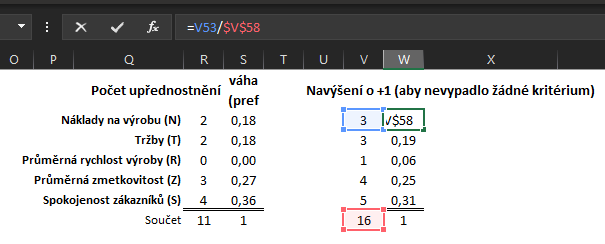 =V53/$V$58
O P Q R S T U V W X
Počet upřednostnění váha (pref Navýšení o +1 (aby nevypadlo žádné kritérium)
Náklady na výrobu (N) 2 0,18 3 V$58
Tržby (T) 2 0,18 3 0,19
Průměrná rychlost výroby (R) 0 0,00 1 0,06
Průměrná zmetkovitost (Z) 3 0,27 4 0,25
Spokojenost zákazníků (S) 4 0,36 5 0,31
Součet 11 1 16 1